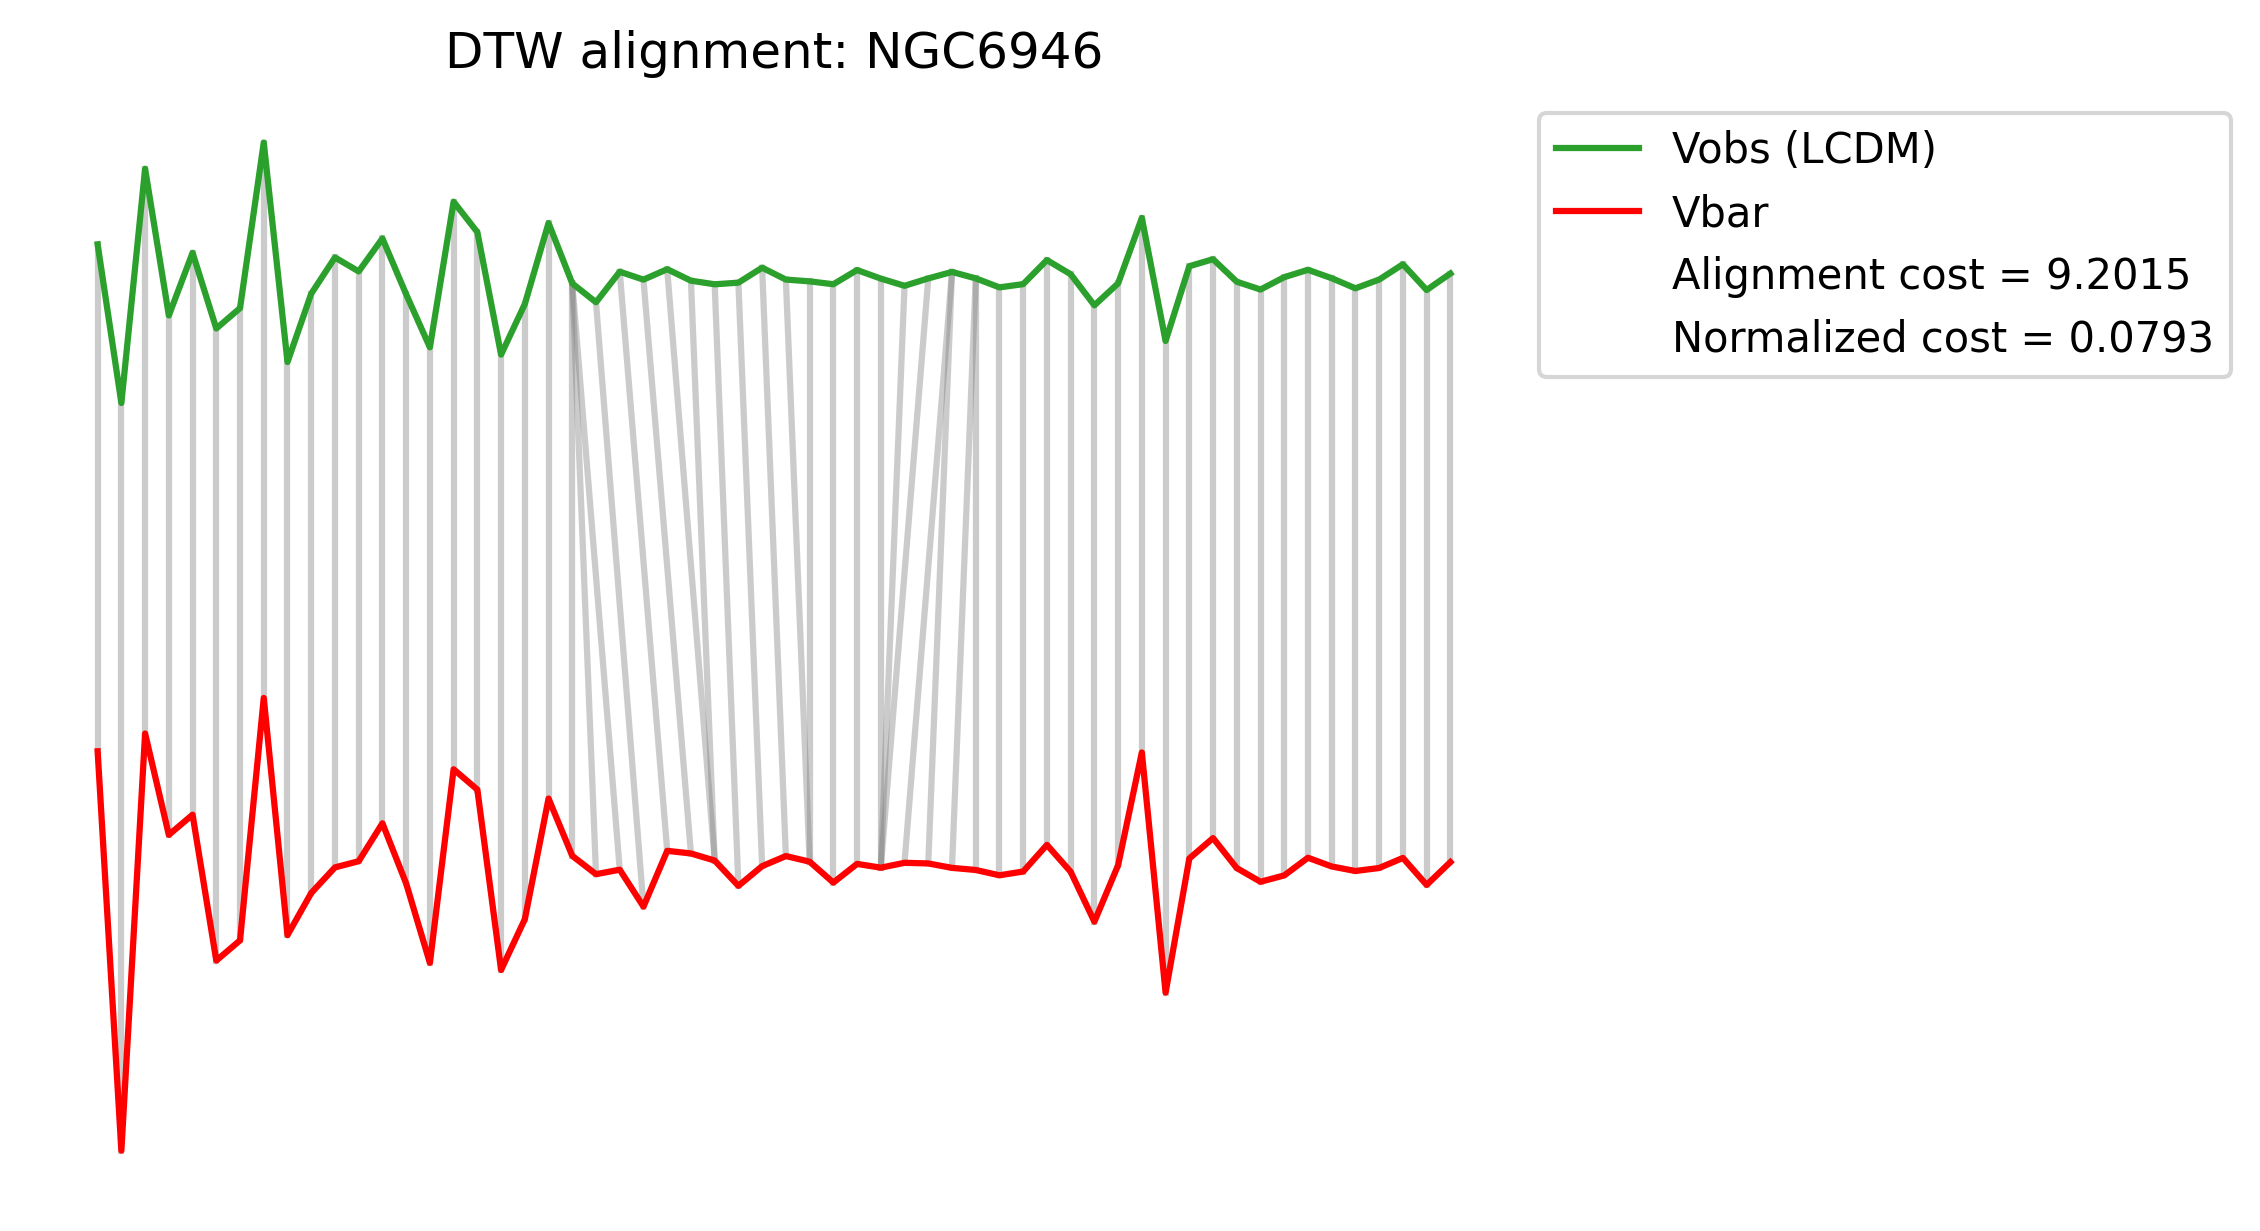 DTW alignment: NGC6946
Vobs (LCDM)
Vbar
Alignment cost = 9.2015
Normalized cost = 0.0793